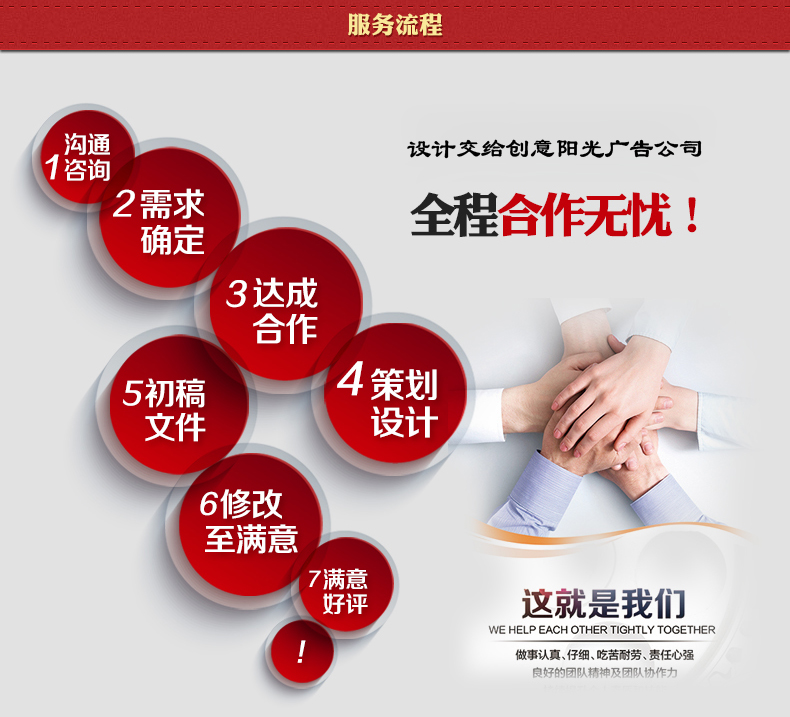 服务流程
1 沟通
咨询
2 需求
确定
3 达成
合作
4 策划
设计
5 初稿
文件
6 修改
至满意
7 满意
好评
！
设计交给创意阳光广告公司
全程合作无忧！
这就是我们
WE HELP EACH OTHER TIGHTLY TOGETHER
做事认真、仔细、吃苦耐劳、责任心强
良好的团队精神及团队协作力